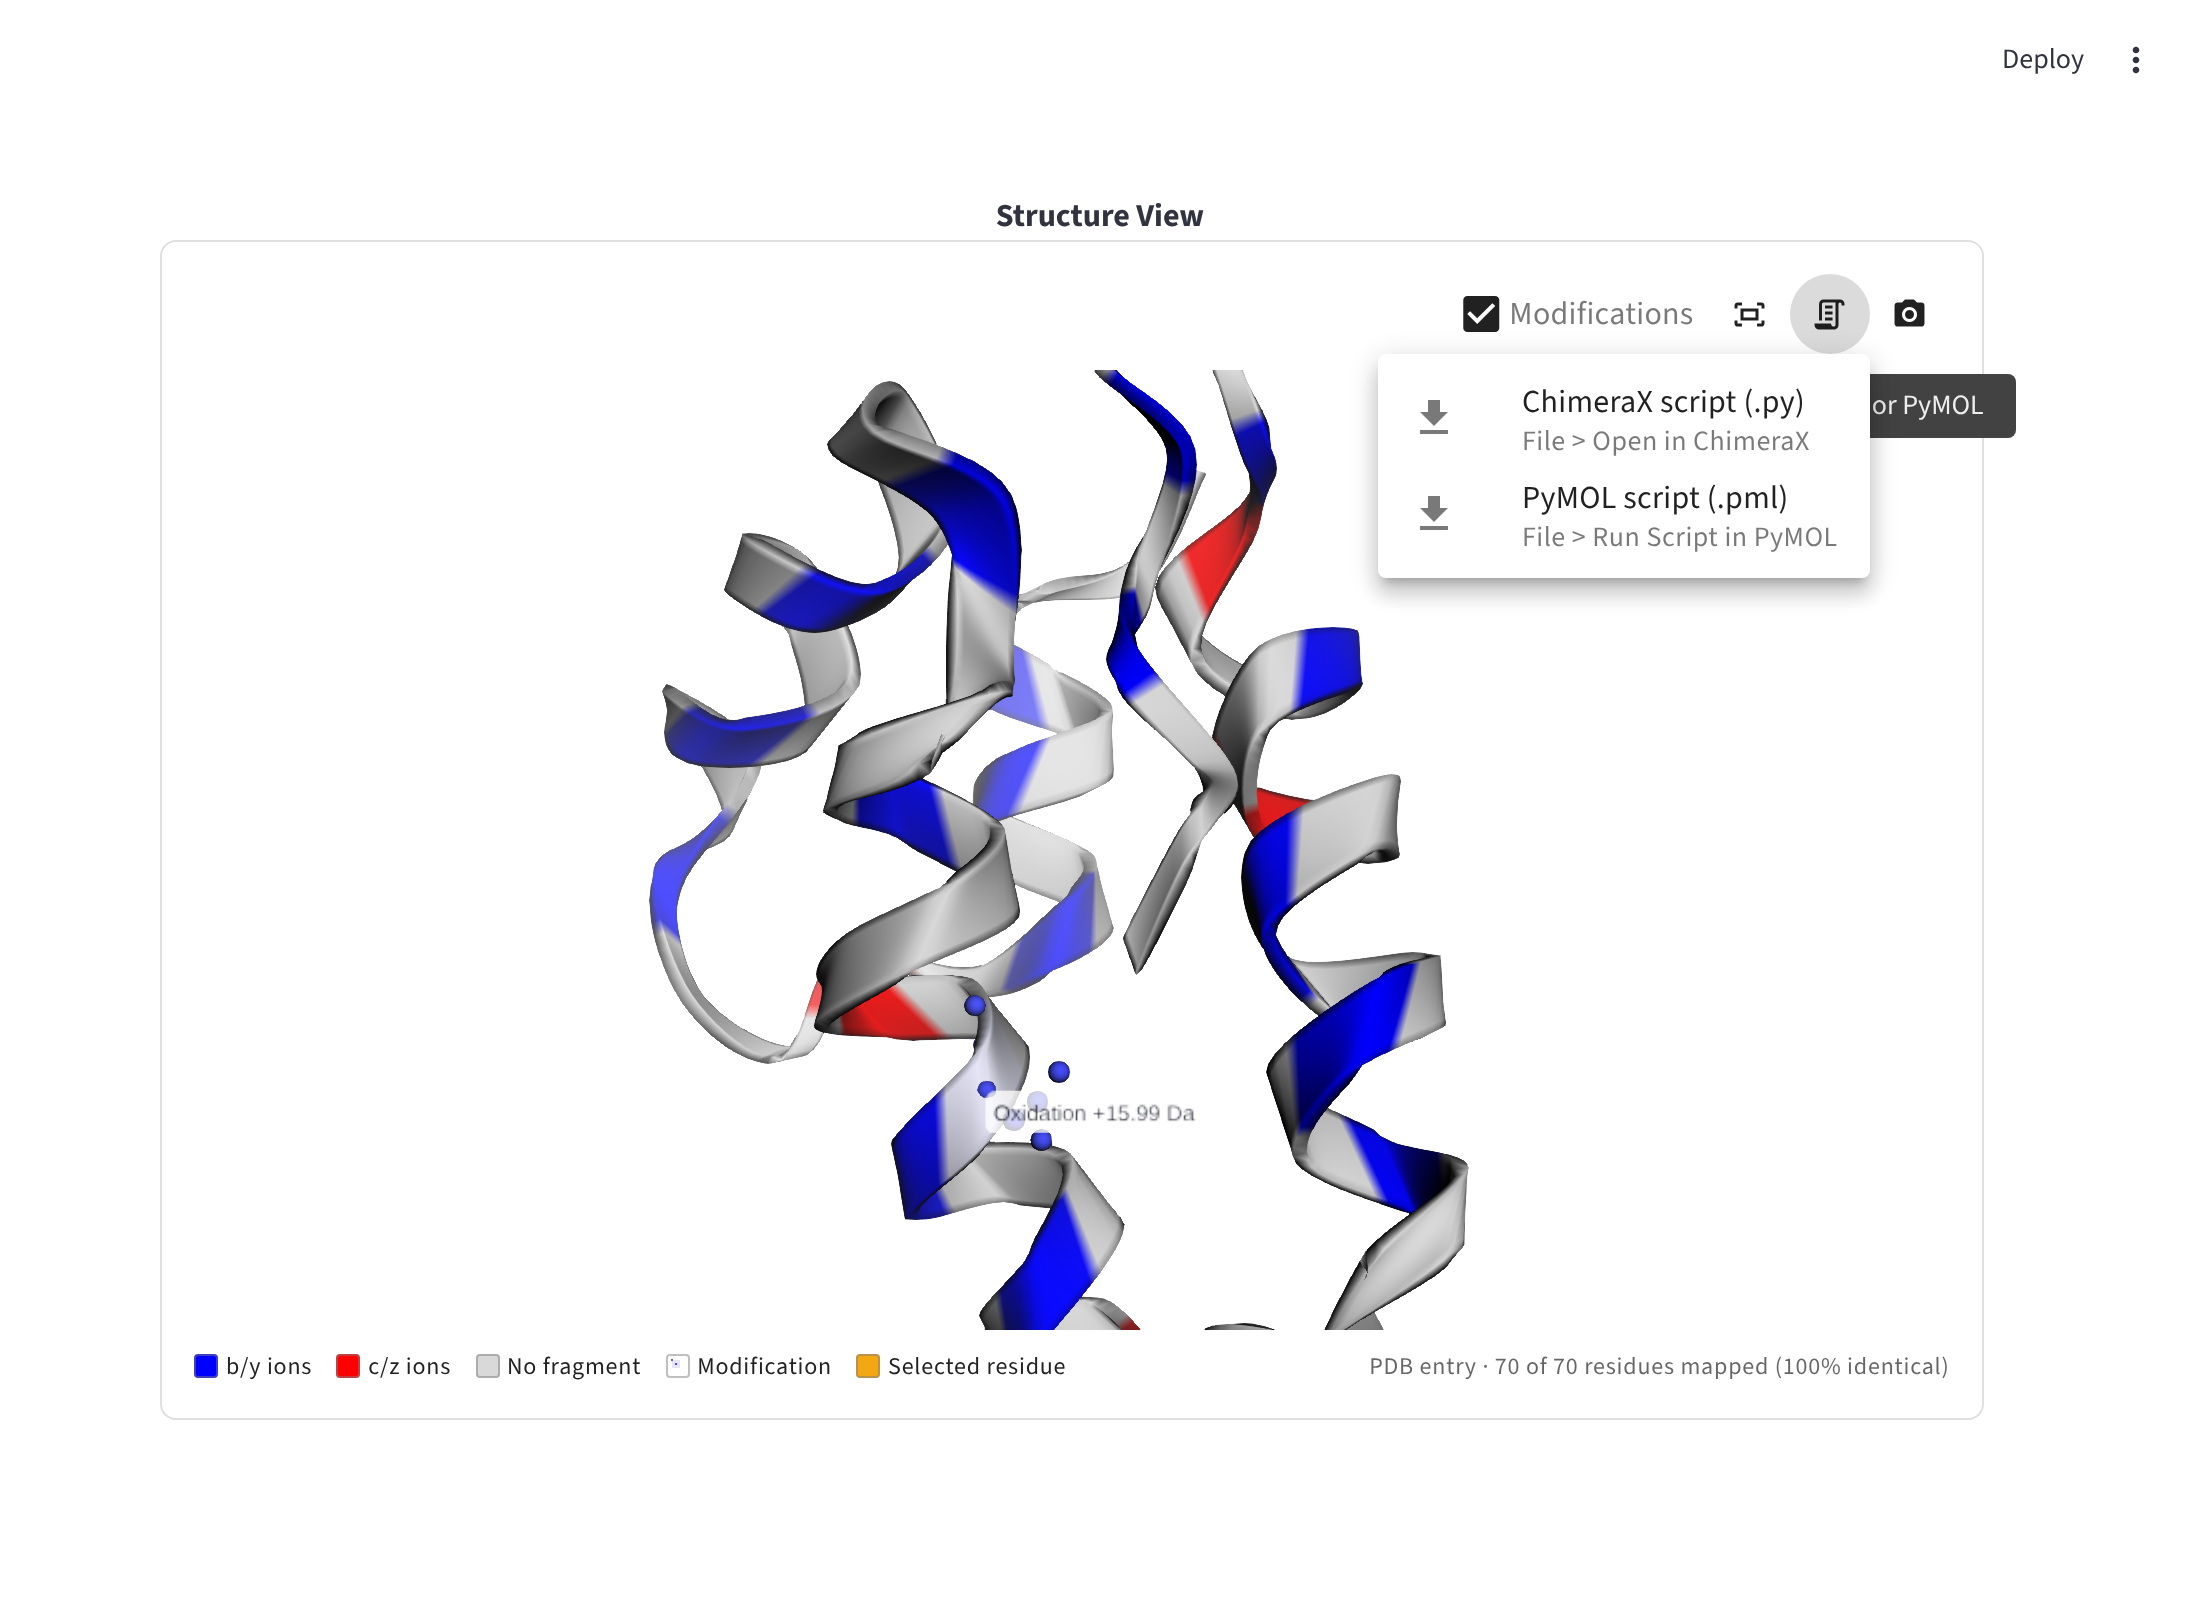 Deploy
Structure View
Modifications
ChimeraX script (.py)
File > Open in ChimeraX
or PyMOL
PyMOL script (.pml)
File > Run Script in PyMOL
Oxidation +15.99 Da
b/y ions
c/z ions
No fragment
Modification
Selected residue
PDB entry · 70 of 70 residues mapped (100% identical)